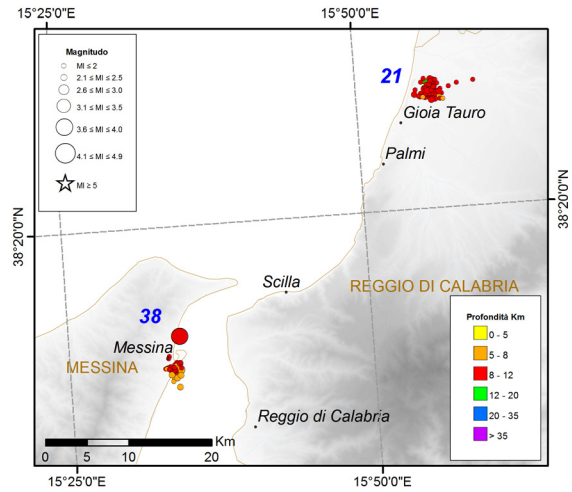 15°25'0"E
15°50'0"E
Magnitudo
Ml ≤ 2
2.1 ≤ Ml ≤ 2.5
2.6 ≤ Ml ≤ 3.0
3.1 ≤ Ml ≤ 3.5
3.6 ≤ Ml ≤ 4.0
4.1 ≤ Ml ≤ 4.9
Ml ≥ 5
21
Gioia Tauro
Palmi
38°20'0"N
38°20'0"N
Scilla
REGGIO DI CALABRIA
38
Messina
MESSINA
Profondità Km
0 - 5
5 - 8
8 - 12
12 - 20
20 - 35
> 35
Reggio di Calabria
Km
0 5 10 20
15°25'0"E
15°50'0"E